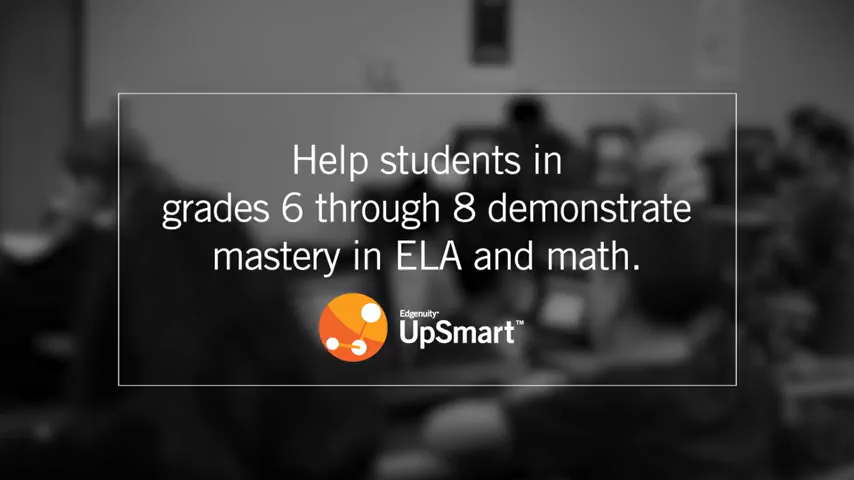 Help students in
grades 6 through 8 demonstrate
mastery in ELA and math.
Edgenuity®
UpSmart™